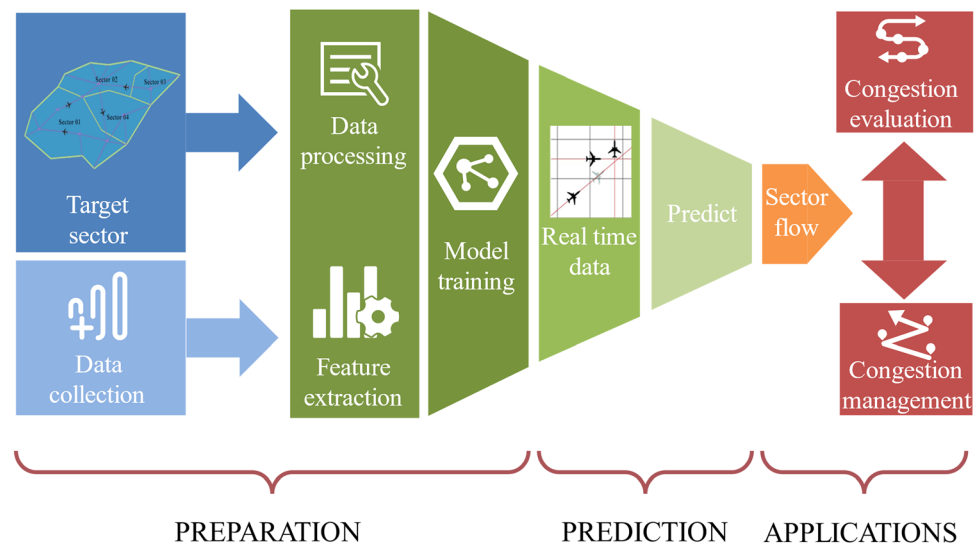 Sector 02
Sector 03
Sector 01
Sector 04
Target
sector
Data
collection
Data
processing
Feature
extraction
Model
training
Real time
data
Predict
Sector
flow
Congestion
evaluation
Congestion
management
PREPARATION
PREDICTION
APPLICATIONS